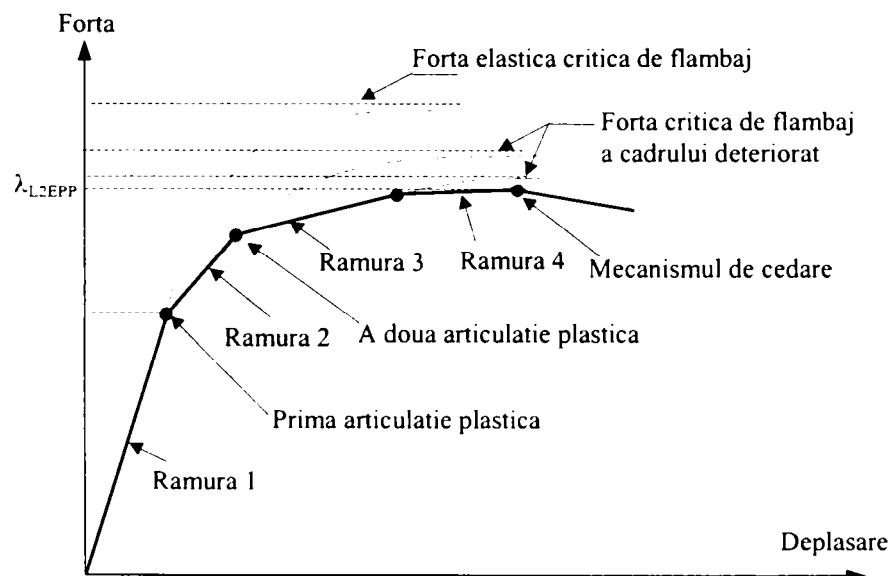 Forta
Forta elastica critica de flambaj
Forta critica de flambaj
a cadrului deteriorat
λL2EPP
Ramura 3
Ramura 4
Mecanismul de cedare
Ramura 2
A doua articulatie plastica
Prima articulatie plastica
Ramura 1
Deplasare